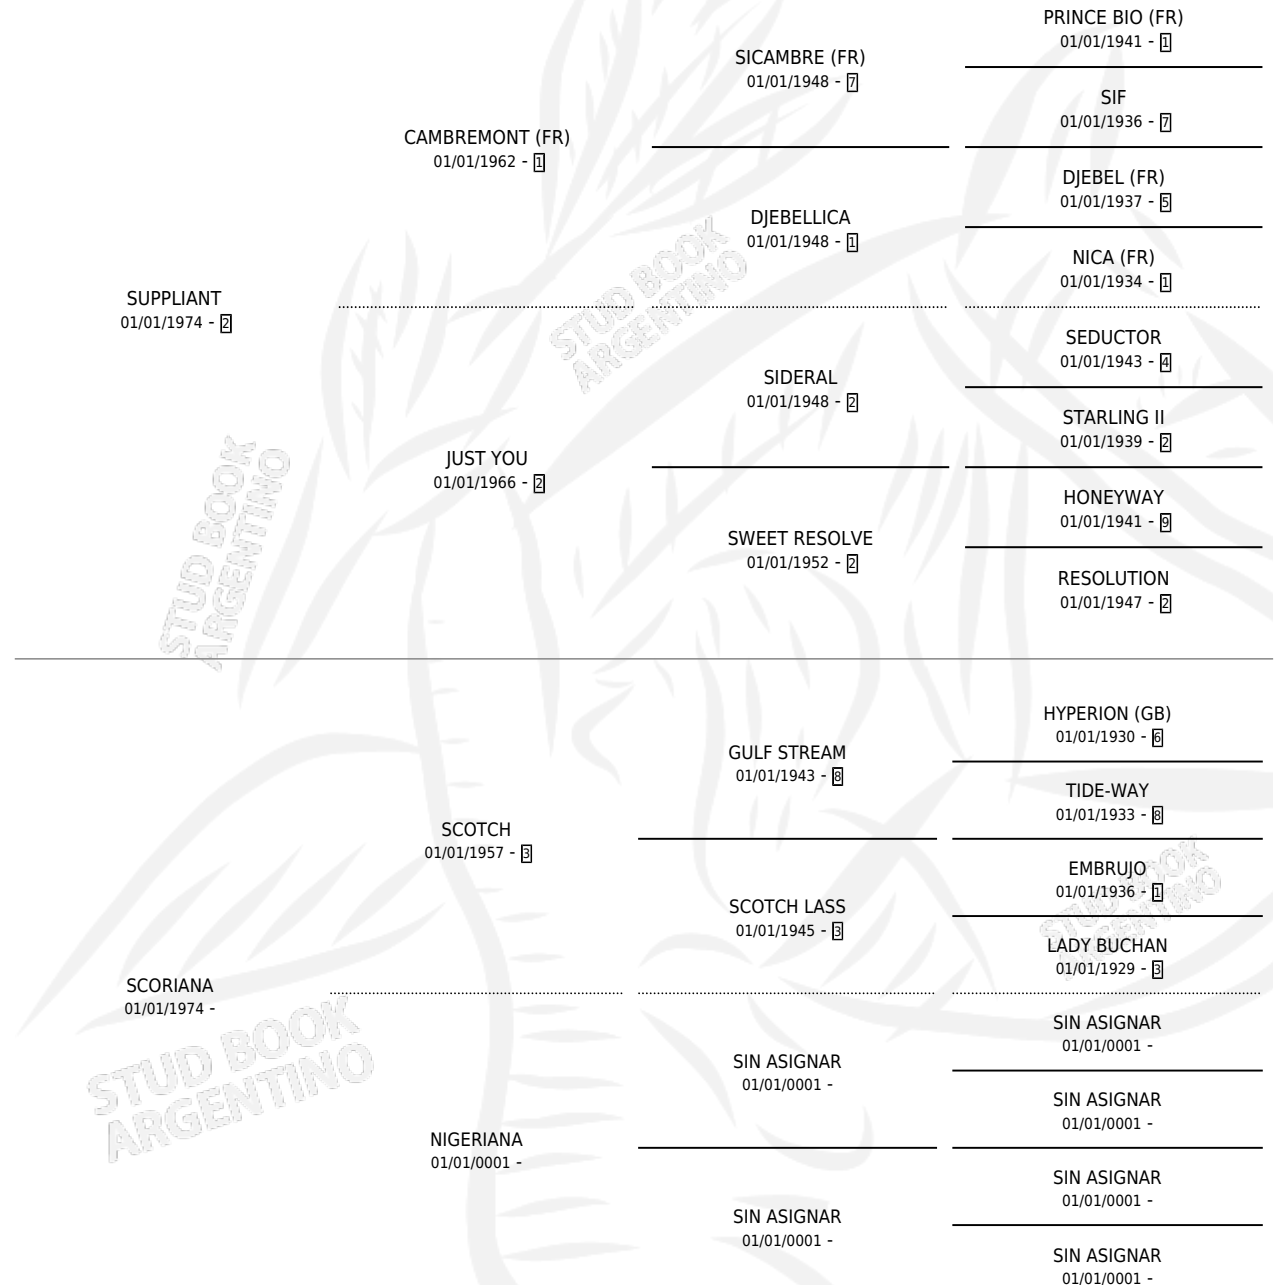 PRINCE BIO (FR)
01/01/1941 - 1
SICAMBRE (FR)
01/01/1948 - 7
SIF
01/01/1936 - 7
CAMBREMONT (FR)
01/01/1962 - 1
DJEBEL (FR)
01/01/1937 - 5
DJEBELLICA
01/01/1948 - 1
NICA (FR)
01/01/1934 - 1
SUPPLIANT
01/01/1974 - 2
SEDUCTOR
01/01/1943 - 4
SIDERAL
01/01/1948 - 2
STARLING II
01/01/1939 - 2
JUST YOU
01/01/1966 - 2
HONEYWAY
01/01/1941 - 9
SWEET RESOLVE
01/01/1952 - 2
RESOLUTION
01/01/1947 - 2
HYPERION (GB)
01/01/1930 - 6
GULF STREAM
01/01/1943 - 8
TIDE-WAY
01/01/1933 - 8
SCOTCH
01/01/1957 - 3
EMBRUJO
01/01/1936 - 1
SCOTCH LASS
01/01/1945 - 3
LADY BUCHAN
01/01/1929 - 3
SCORIANA
01/01/1974 -
SIN ASIGNAR
01/01/0001 -
SIN ASIGNAR
01/01/0001 -
SIN ASIGNAR
01/01/0001 -
NIGERIANA
01/01/0001 -
SIN ASIGNAR
01/01/0001 -
SIN ASIGNAR
01/01/0001 -
SIN ASIGNAR
01/01/0001 -
STUD BOOK
ARGENTINO
STUD BOOK
ARGENTINO
STUD BOOK
ARGENTINO
STUD BOOK
ARGENTINO